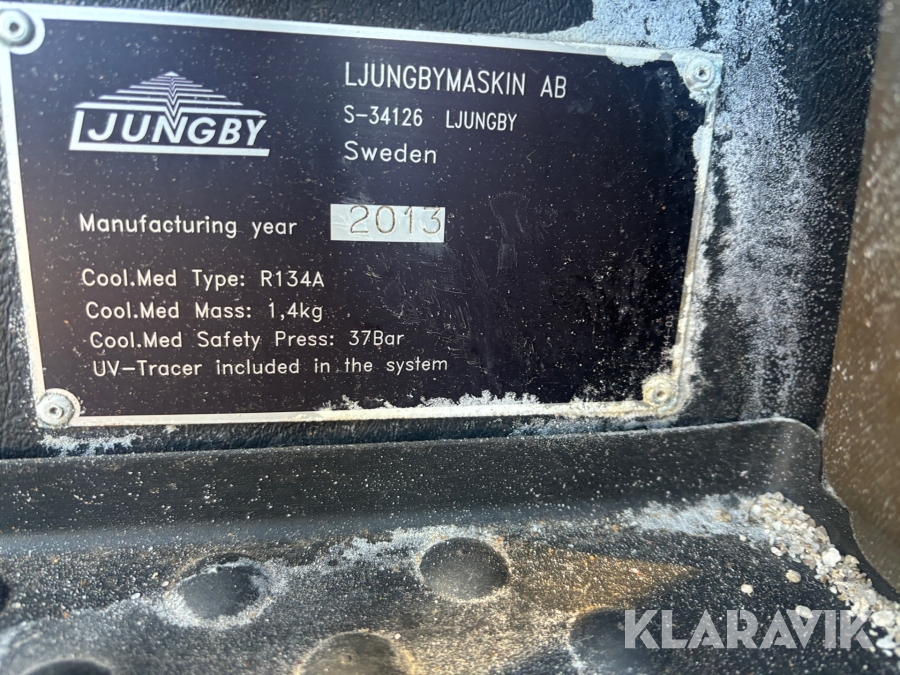 LJUNGBY
LJUNGBYMASKIN AB
S-34126 LJUNGBY
Sweden
Manufacturing year 2013
Cool.Med Type: R134A
Cool.Med Mass: 1,4kg
Cool.Med Safety Press: 37Bar
UV-Tracer included in the system
KLARAVIK